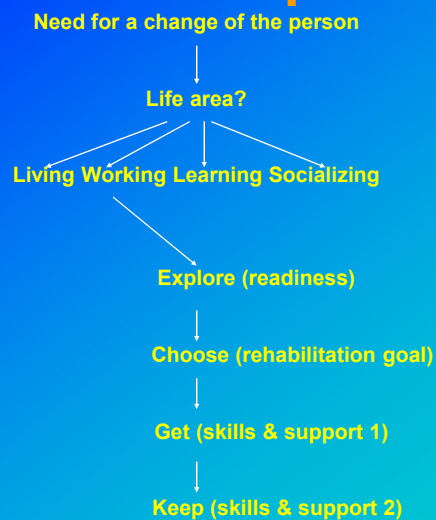 Need for a change of the person
Life area?
Living Working Learning Socializing
Explore (readiness)
Choose (rehabilitation goal)
Get (skills & support 1)
Keep (skills & support 2)